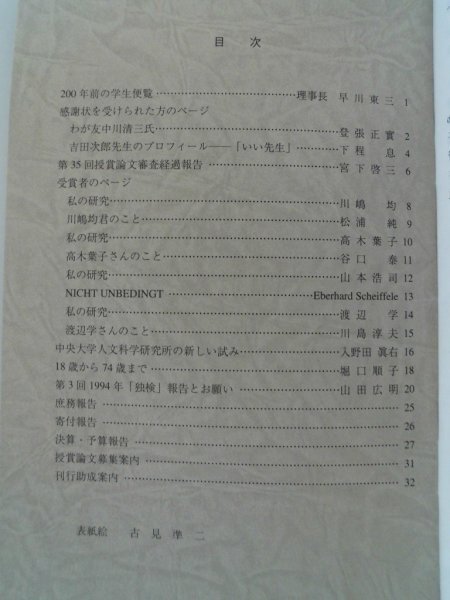 目 次
200年前の学生便覧……………………………理事長 早川東三 1
感謝状を受けられた方のページ
わが友中川清三氏……………………………登張正實 2
吉田次郎先生のプロフィール――「いい先生」……………下程 息 4
第35回授賞論文審査経過報告……………………宮下啓三 6
受賞者のページ
私の研究……………………………川嶋 均 8
川嶋均君のこと……………………………松浦 純 9
私の研究……………………………高木葉子 10
高木葉子さんのこと……………………………谷口 泰 11
私の研究……………………………山本浩司 12
NICHT UNBEDINGT……………………………Eberhard Scheiffele 13
私の研究……………………………渡辺 学 14
渡辺学さんのこと……………………………川島淳夫 15
中央大学人文科学研究所の新しい試み……………………入野田眞右 16
18歳から74歳まで……………………………堀口順子 18
第3回1994年「独検」報告とお願い……………………山田広明 20
庶務報告……………………………25
寄付報告……………………………26
決算・予算報告……………………………27
授賞論文募集案内……………………………31
刊行助成案内……………………………32
表紙絵 古見準二